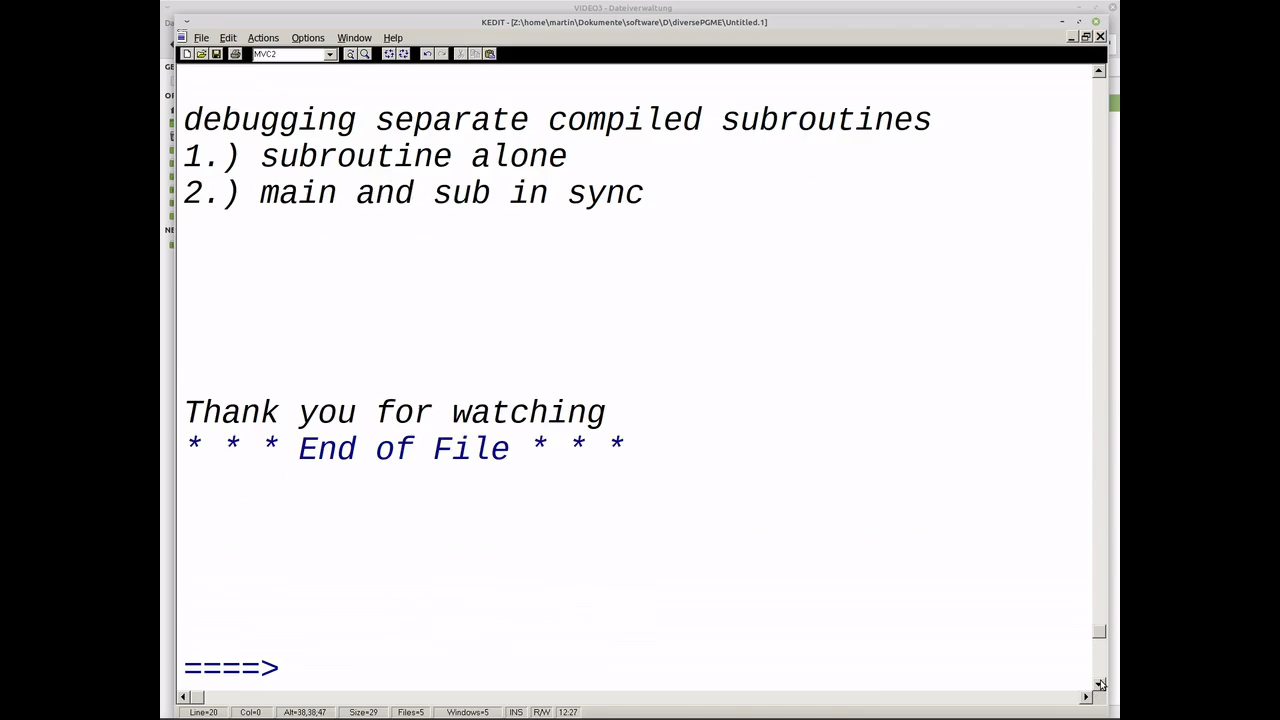 VIDEO3 - Dateiverwaltung
KEDIT - [Z:\home\martin\Dokumente\software\D\diversePGME\Untitled.1]
File Edit Actions Options Window Help
MVC2
debugging separate compiled subroutines
1.) subroutine alone
2.) main and sub in sync
Thank you for watching
* * * End of File * * *
====>
Line=20 Col=0 Alt=38,38,47 Size=29 Files=5 Windows=5 INS R/W 12:27